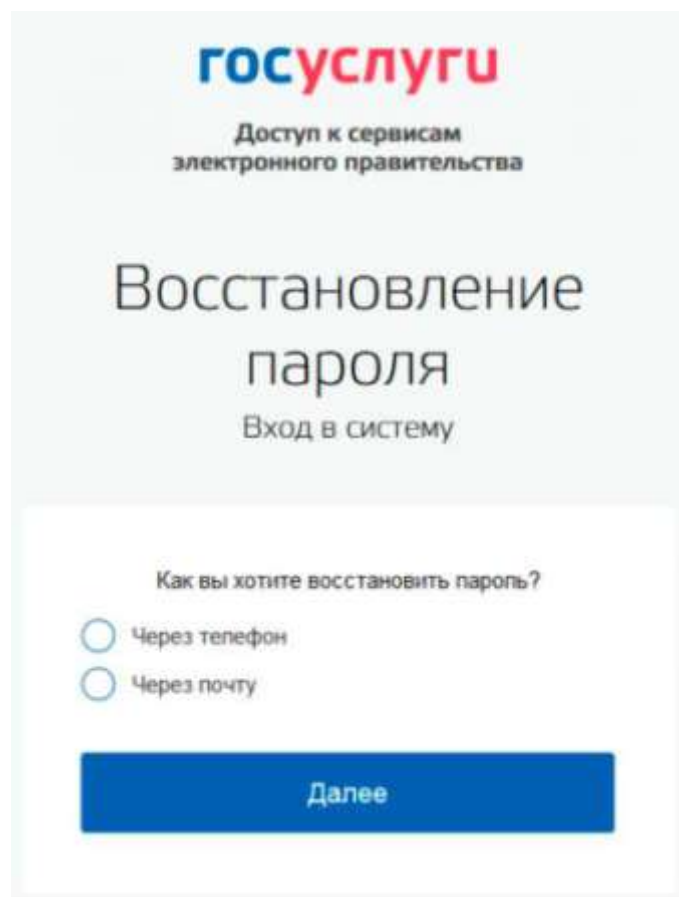 госуслуги
Доступ к сервисам
электронного правительства
Восстановление
пароля
Вход в систему
Как вы хотите восстановить пароль?
Через телефон
Через почту
Далее